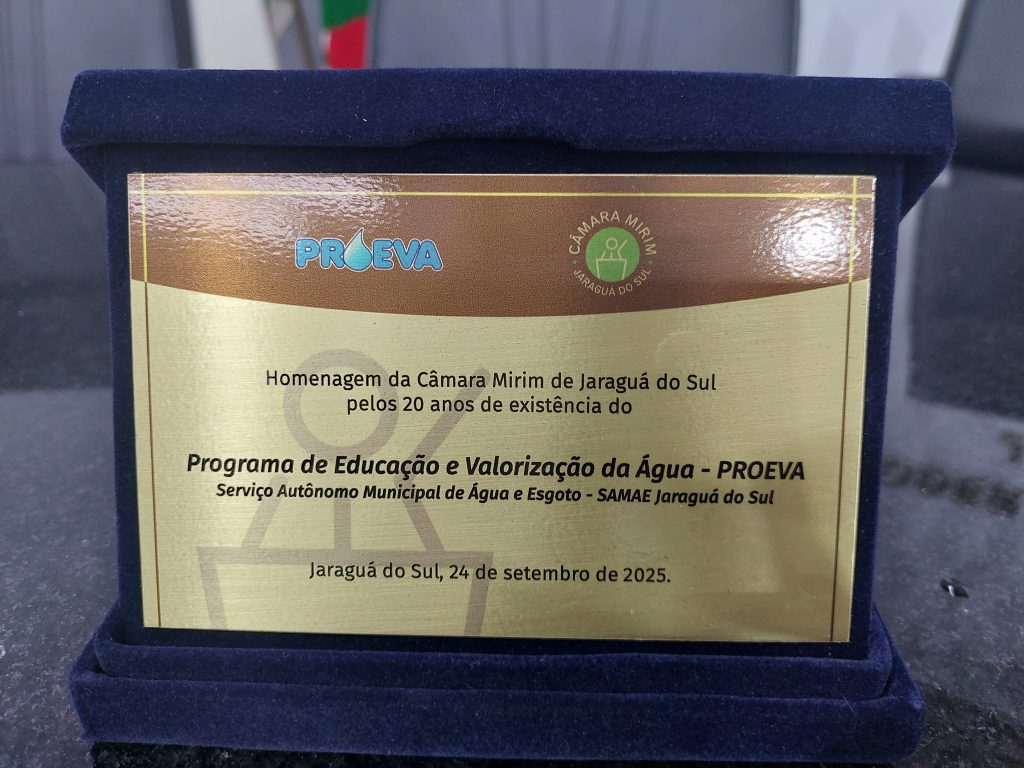 PROEVA
CÂMARA MIRIM
JARAGUÁ DO SUL
Homenagem da Câmara Mirim de Jaraguá do Sul
pelos 20 anos de existência do
Programa de Educação e Valorização da Água - PROEVA
Serviço Autônomo Municipal de Água e Esgoto - SAMAE Jaraguá do Sul
Jaraguá do Sul, 24 de setembro de 2025.